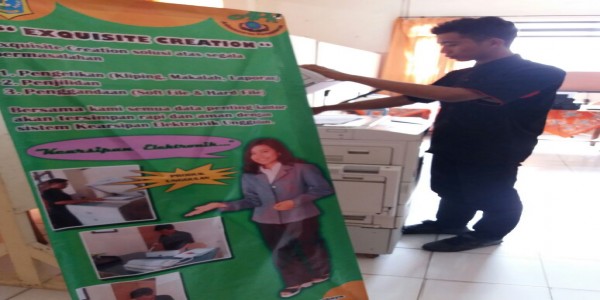 “ EXQUISITE CREATION “
Exquisite Creation solusi atas segala
permasalahan
1. Pengetikan (Kliping, Makalah, Laporan)
2. Penjilidan
3. Penggandaan (Soft File & Hard File)
Bersama kami semua data penting
akan tersimpan rapi dan aman dengan
sistem Kearsipan Elektronik
"Kearsipan Elektronik..."